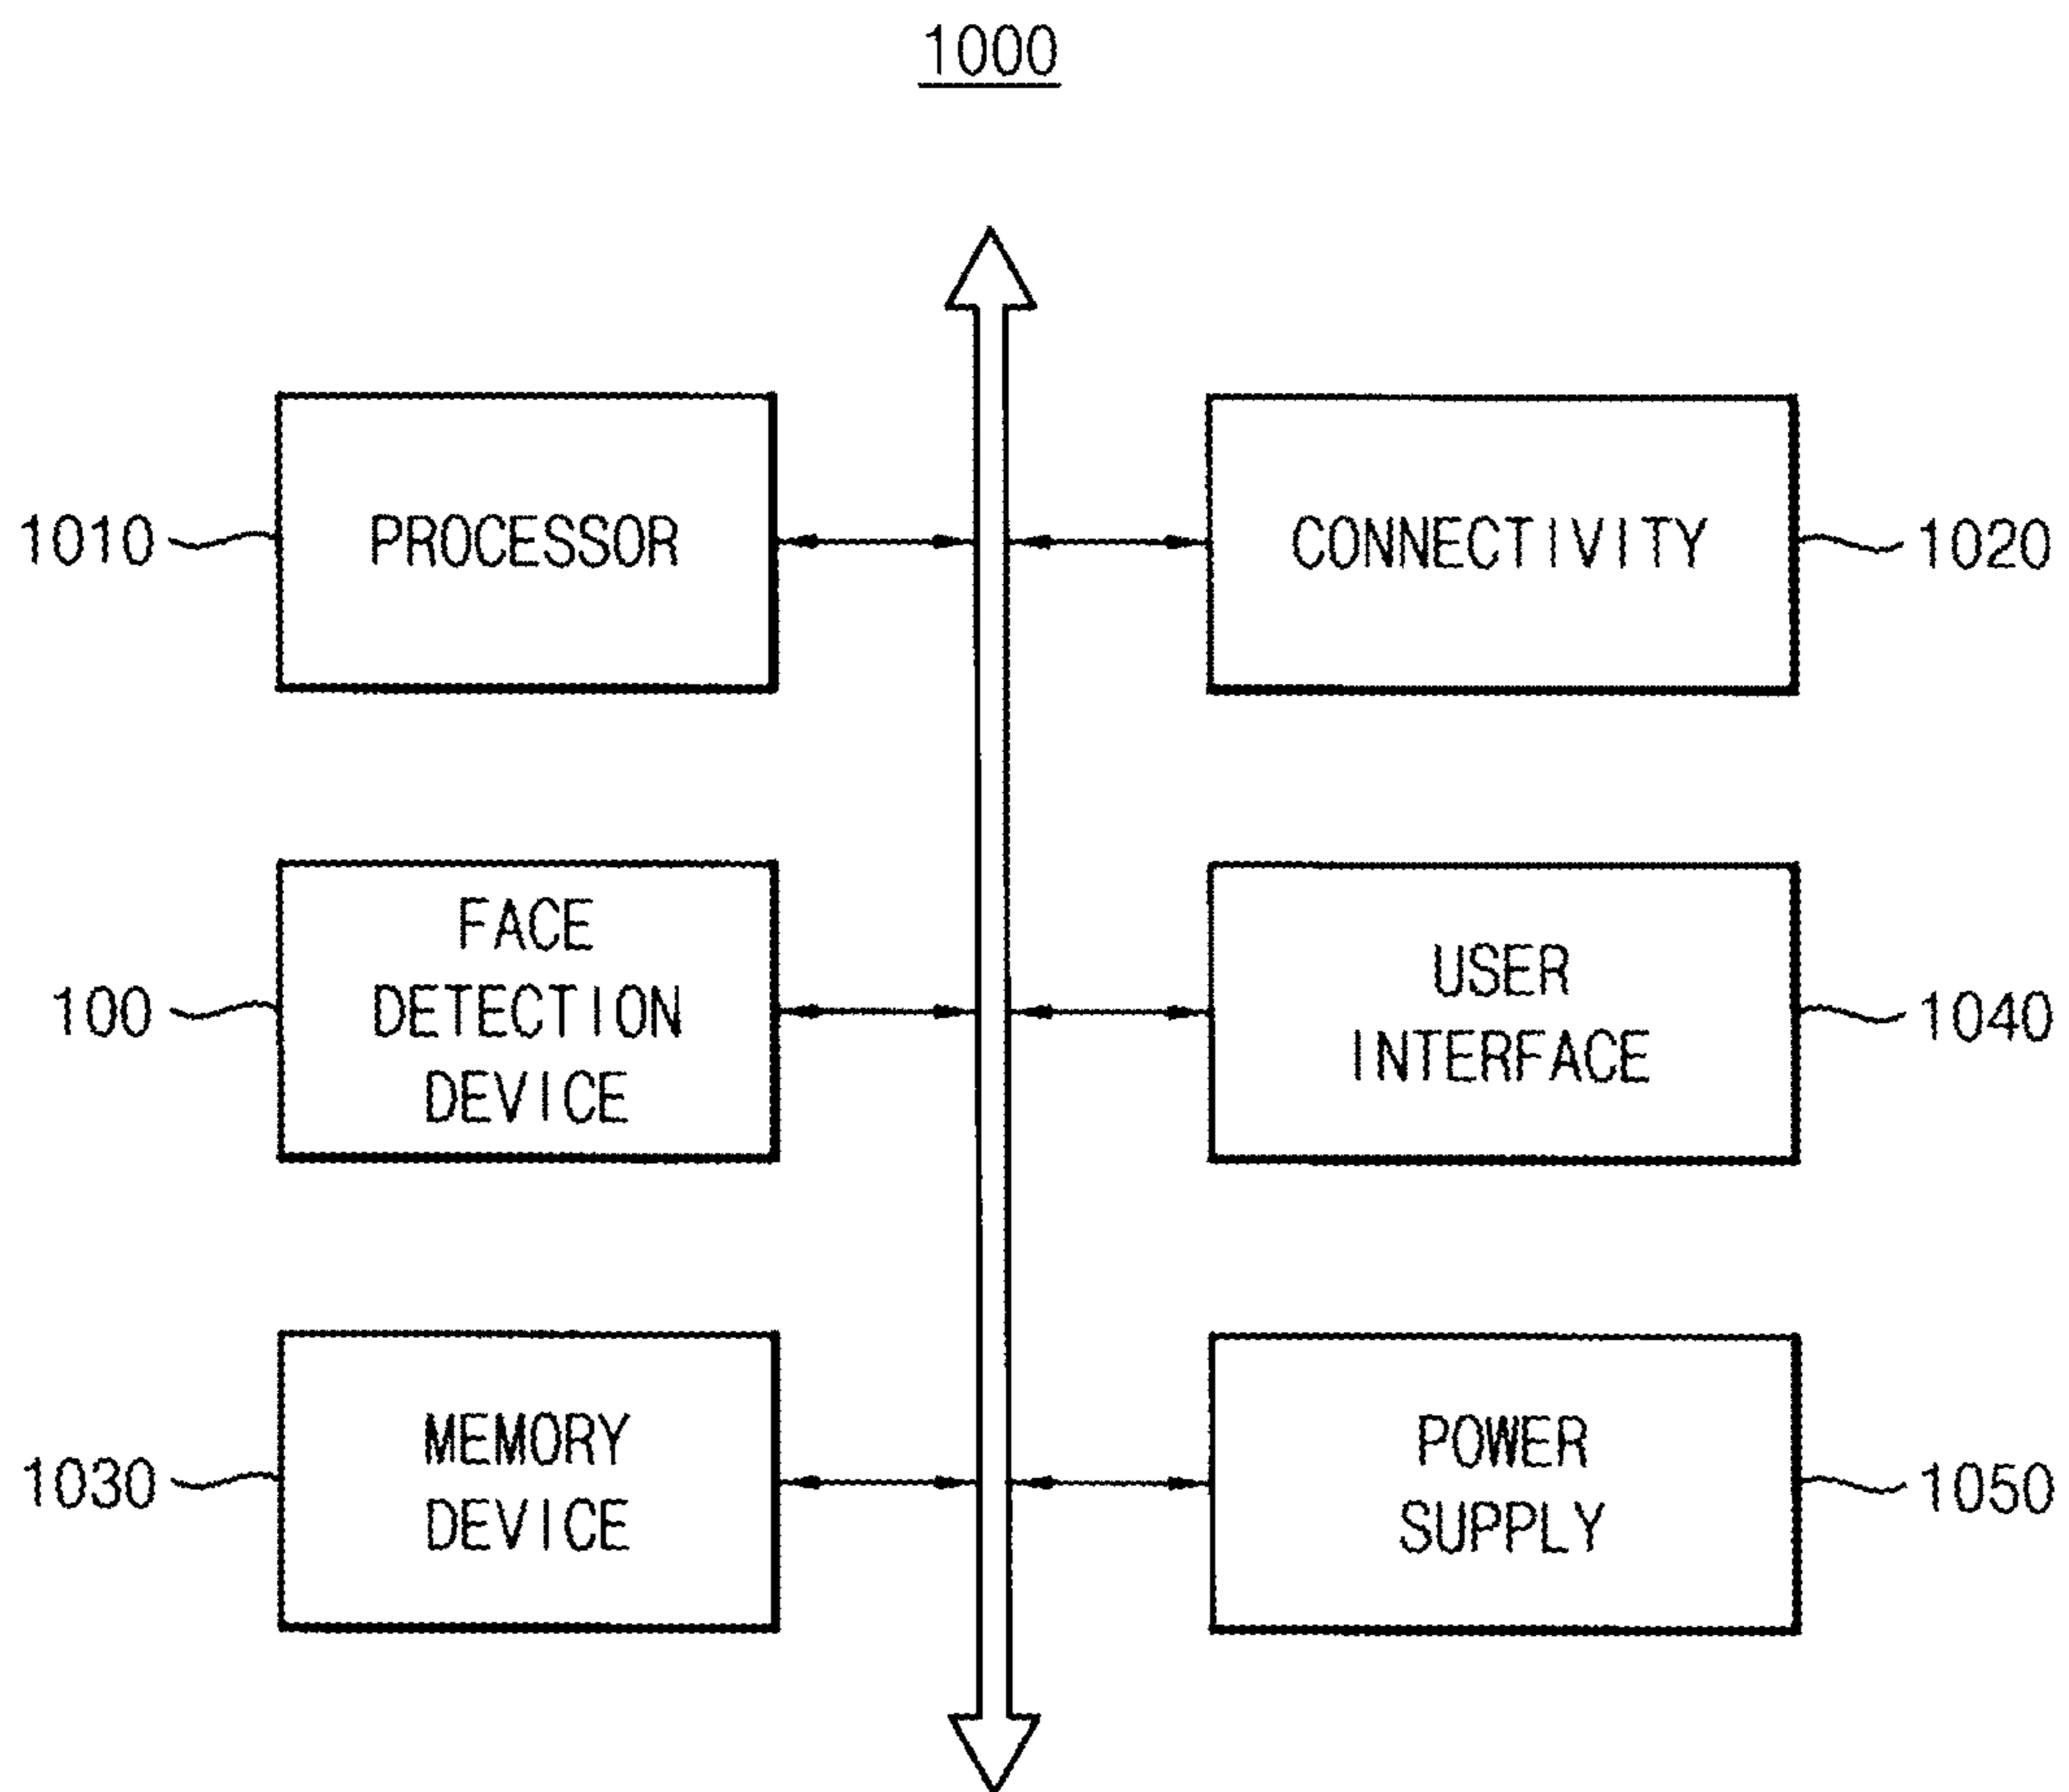 1000
1010
PROCESSOR
CONNECTIVITY
1020
100
FACE
DETECTION
DEVICE
USER
INTERFACE
1040
1030
MEMORY
DEVICE
POWER
SUPPLY
1050